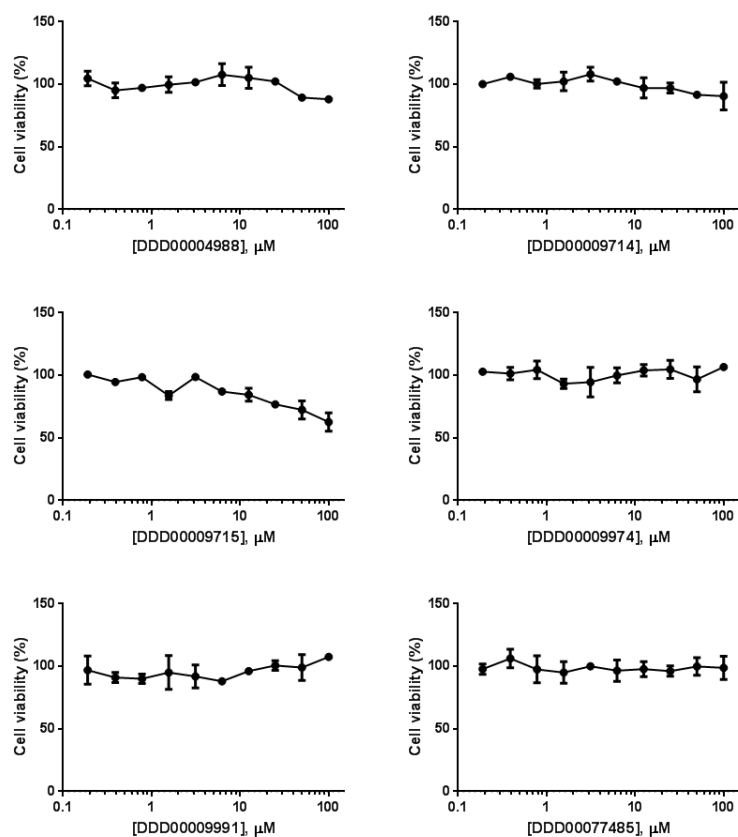 150
100
50
0
Cell viability (%)
0.1 1 10 100
[DDD00004988], μM
150
100
50
0
Cell viability (%)
0.1 1 10 100
[DDD00009714], μM
150
100
50
0
Cell viability (%)
0.1 1 10 100
[DDD00009715], μM
150
100
50
0
Cell viability (%)
0.1 1 10 100
[DDD00009974], μM
150
100
50
0
Cell viability (%)
0.1 1 10 100
[DDD00009991], μM
150
100
50
0
Cell viability (%)
0.1 1 10 100
[DDD00077485], μM